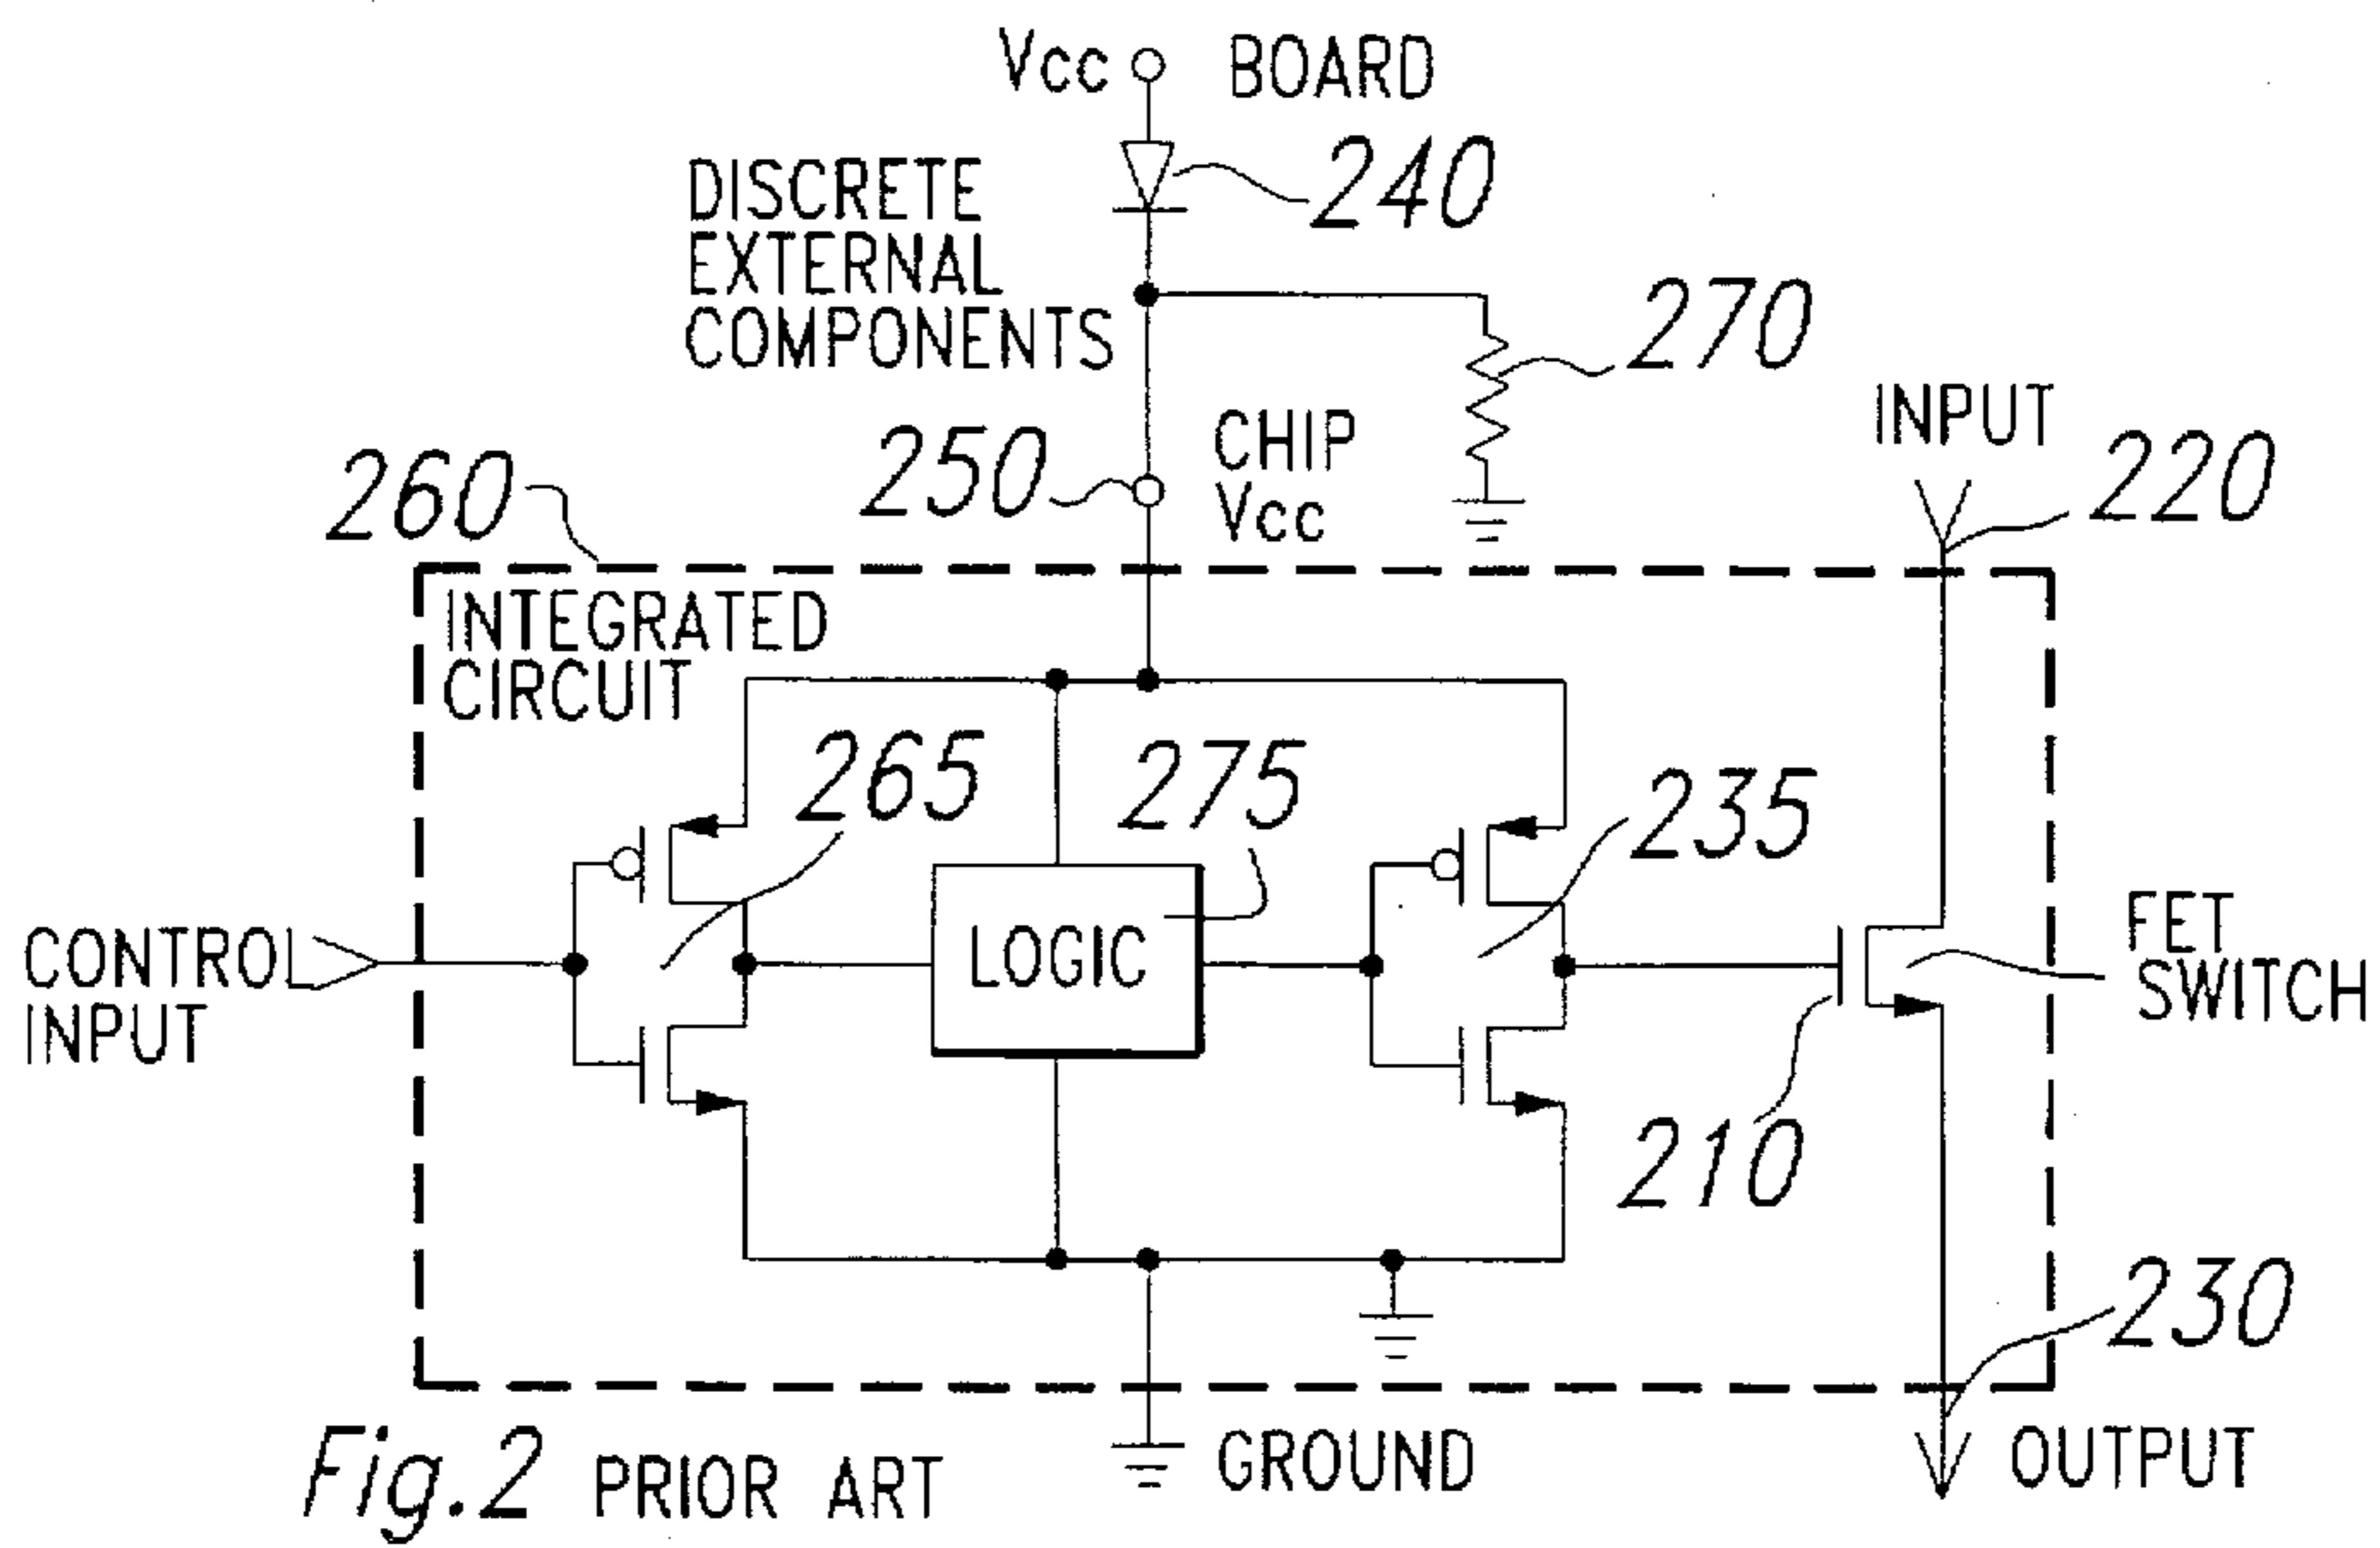 Vcc BOARD
240
DISCRETE
EXTERNAL
COMPONENTS
270
250
CHIP
Vcc
INPUT
220
260
INTEGRATED
CIRCUIT
265
275
235
LOGIC
CONTROL
INPUT
FET
SWITCH
210
230
Fig.2 PRIOR ART
GROUND
OUTPUT